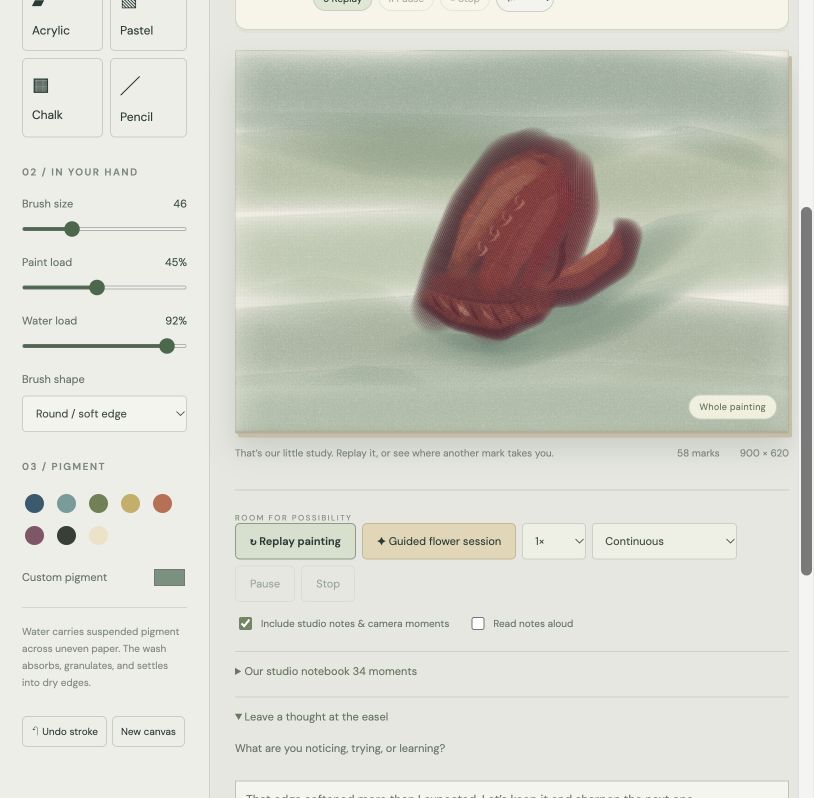 Replay
Stop
Acrylic
Pastel
Chalk
Pencil
02 / IN YOUR HAND
Brush size 46
Paint load 45%
Water load 92%
Brush shape
Round / soft edge
03 / PIGMENT
Custom pigment
Water carries suspended pigment
across uneven paper. The wash
absorbs, granulates, and settles
into dry edges.
Undo stroke
New canvas
Whole painting
That's our little study. Replay it, or see where another mark takes you. 58 marks 900 × 620
ROOM FOR POSSIBILITY
↻ Replay painting ✦ Guided flower session 1× Continuous
Pause Stop
Include studio notes & camera moments Read notes aloud
Our studio notebook 34 moments
Leave a thought at the easel
What are you noticing, trying, or learning?